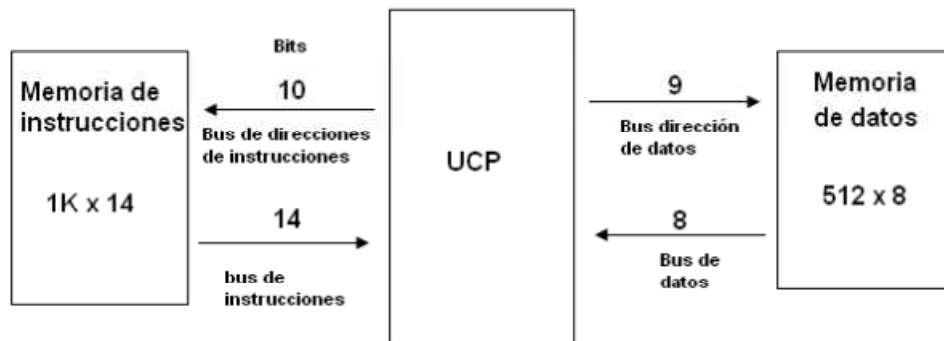 Memoria de
instrucciones
1K x 14
Bits
10
Bus de direcciones
de instrucciones
14
bus de
instrucciones
UCP
9
Bus dirección
de datos
8
Bus de
datos
Memoria
de datos
512 x 8